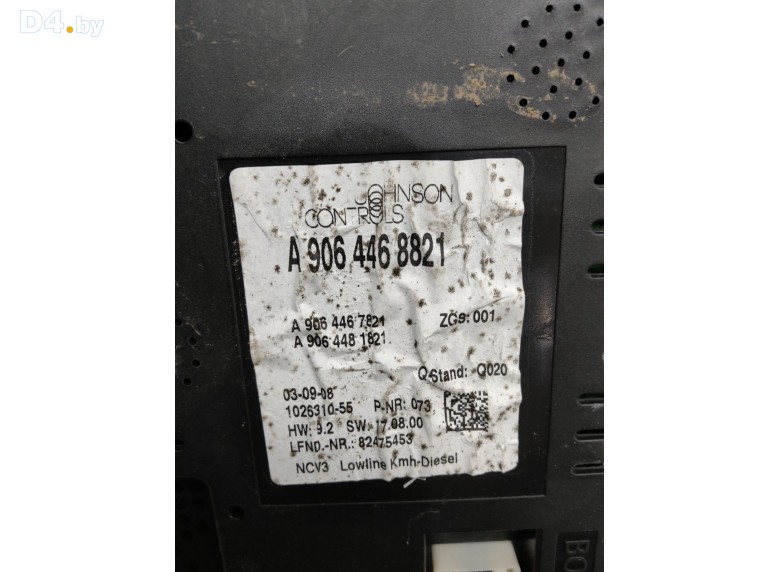 D4.by
JOHNSON
CONTROLS
A 906 446 8821
A 906 446 7821 ZGS: 001
A 906 448 1821
Q-Stand: Q020
03-09-08
1026310-55 P-NR: 073
HW: 9.2 SW: 17.08.00
LFND.-NR.: 82475453
NCV3 Lowline Kmh-Diesel